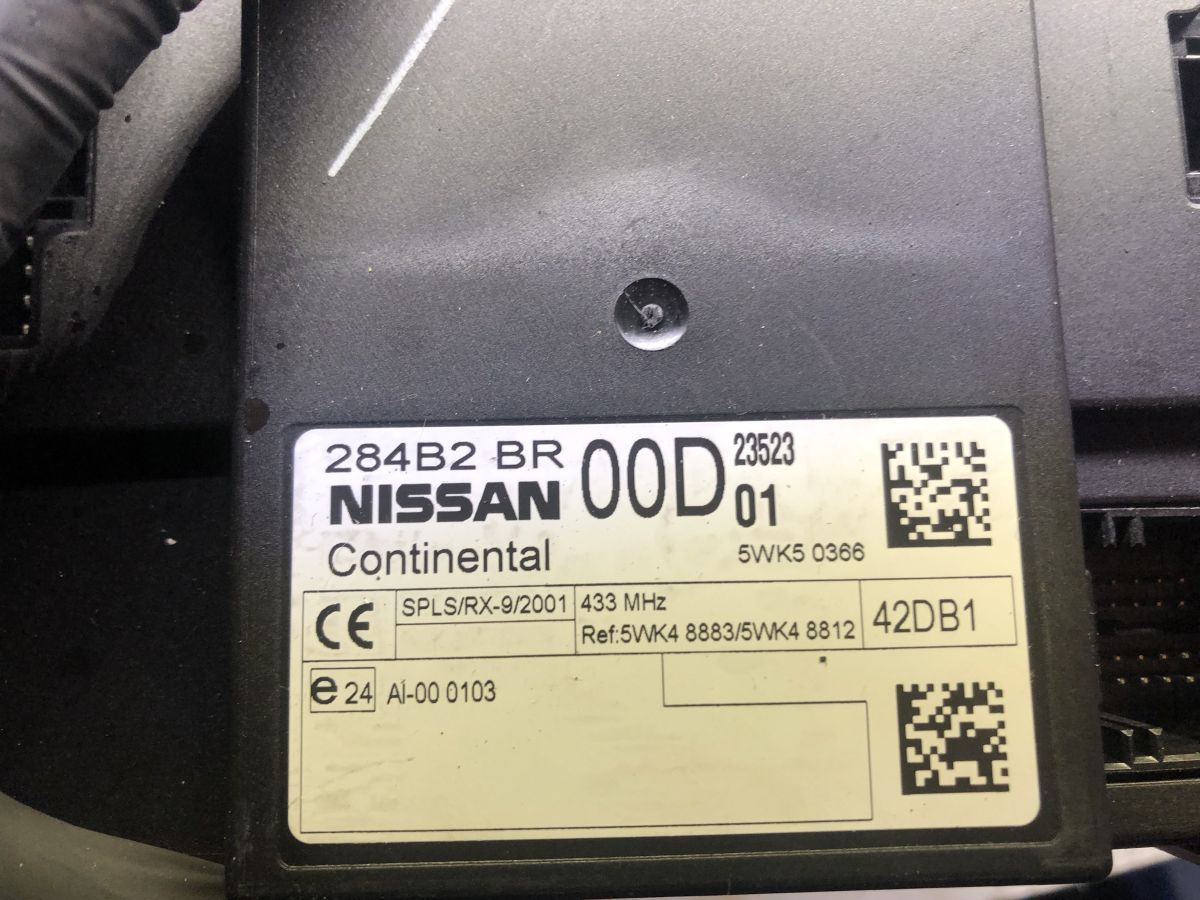 284B2 BR 00D 23523
NISSAN 01
Continental 5WK5 0366
CE SPLS/RX-9/2001 433 MHz
Ref:5WK4 8883/5WK4 8812 42DB1
e 24 AI-00 0103